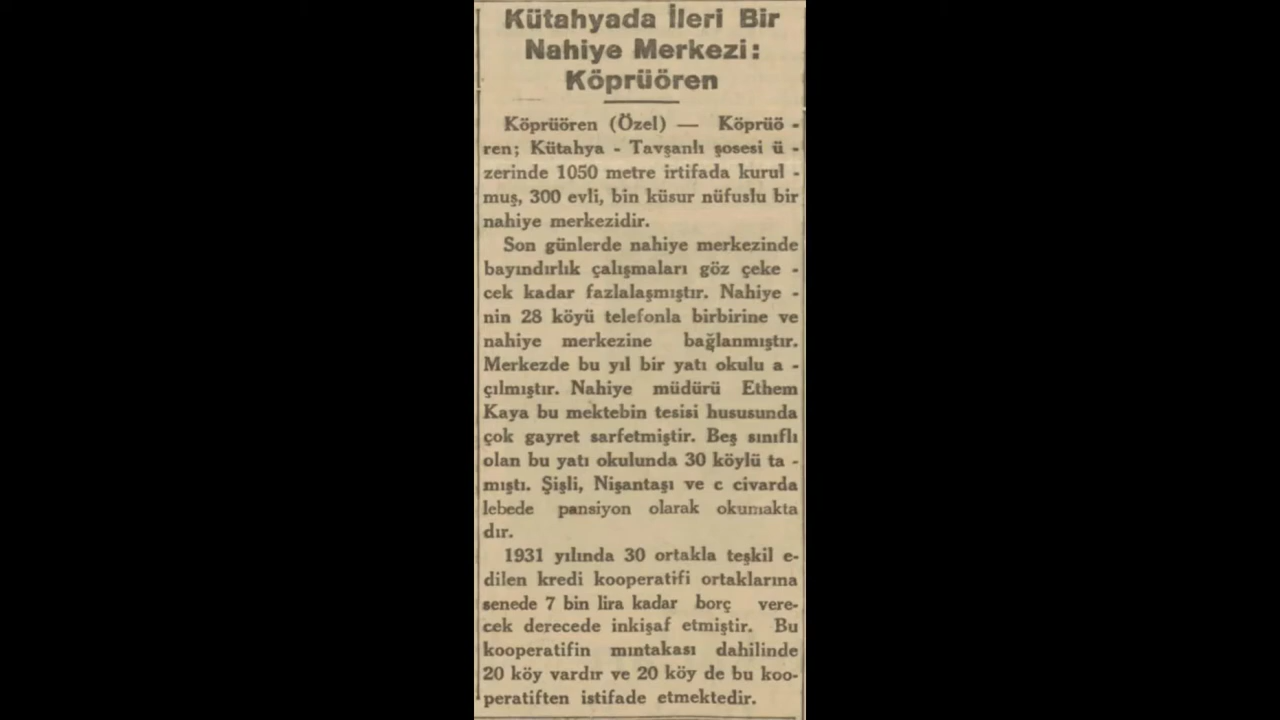 Kütahyada İleri Bir
Nahiye Merkezi:
Köprüören
Köprüören (Özel) — Köprüö -
ren; Kütahya - Tavşanlı şosesi ü -
zerinde 1050 metre irtifada kurul -
muş, 300 evli, bin küsur nüfuslu bir
nahiye merkezidir.
Son günlerde nahiye merkezinde
bayındırlık çalışmaları göz çeke -
cek kadar fazlalaşmıştır. Nahiye -
nin 28 köyü telefonla birbirine ve
nahiye merkezine bağlanmıştır.
Merkezde bu yıl bir yatı okulu a -
çılmıştır. Nahiye müdürü Ethem
Kaya bu mektebin tesisi hususunda
çok gayret sarfetmiştir. Beş sınıflı
olan bu yatı okulunda 30 köylü ta -
mıştı. Şişli, Nişantaşı ve c civarda
lebede pansiyon olarak okumakta
dır.
1931 yılında 30 ortakla teşkil e-
dilen kredi kooperatifi ortaklarına
senede 7 bin lira kadar borç vere-
cek derecede inkişaf etmiştir. Bu
kooperatifin mıntakası dahilinde
20 köy vardır ve 20 köy de bu koo-
peratiften istifade etmektedir.